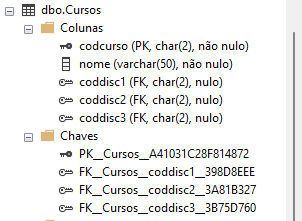 dbo.Cursos
Colunas
codcurso (PK, char(2), não nulo)
nome (varchar(50), não nulo)
coddisc1 (FK, char(2), nulo)
coddisc2 (FK, char(2), nulo)
coddisc3 (FK, char(2), nulo)
Chaves
PK__Cursos__A41031C28F814872
FK__Cursos__coddisc1__398D8EEE
FK__Cursos__coddisc2__3A81B327
FK__Cursos__coddisc3__3B75D760